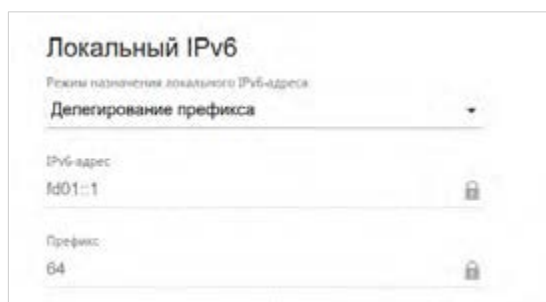 Локальный IPv6
Режим назначения локального IPv6-адреса
Делегирование префикса
IPv6-адрес
fd01::1
Префикс
64